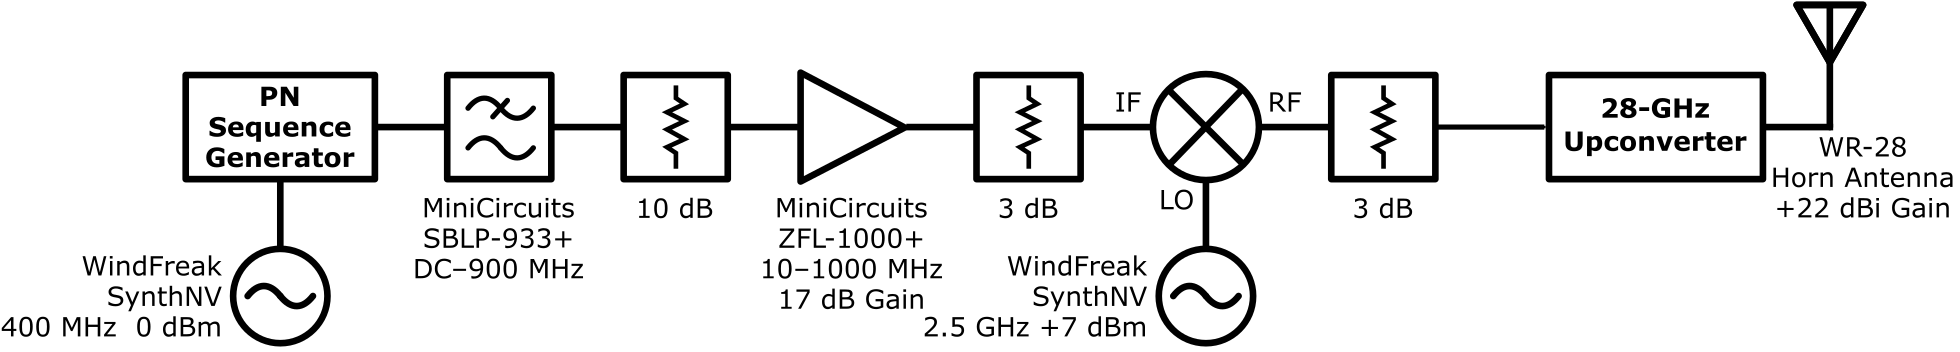 PN
Sequence
Generator
WindFreak
SynthNV
400 MHz  0 dBm
MiniCircuits
SBLP-933+
DC–900 MHz
10 dB
MiniCircuits
ZFL-1000+
10–1000 MHz
17 dB Gain
3 dB
IF
RF
LO
WindFreak
SynthNV
2.5 GHz +7 dBm
3 dB
28-GHz
Upconverter
WR-28
Horn Antenna
+22 dBi Gain